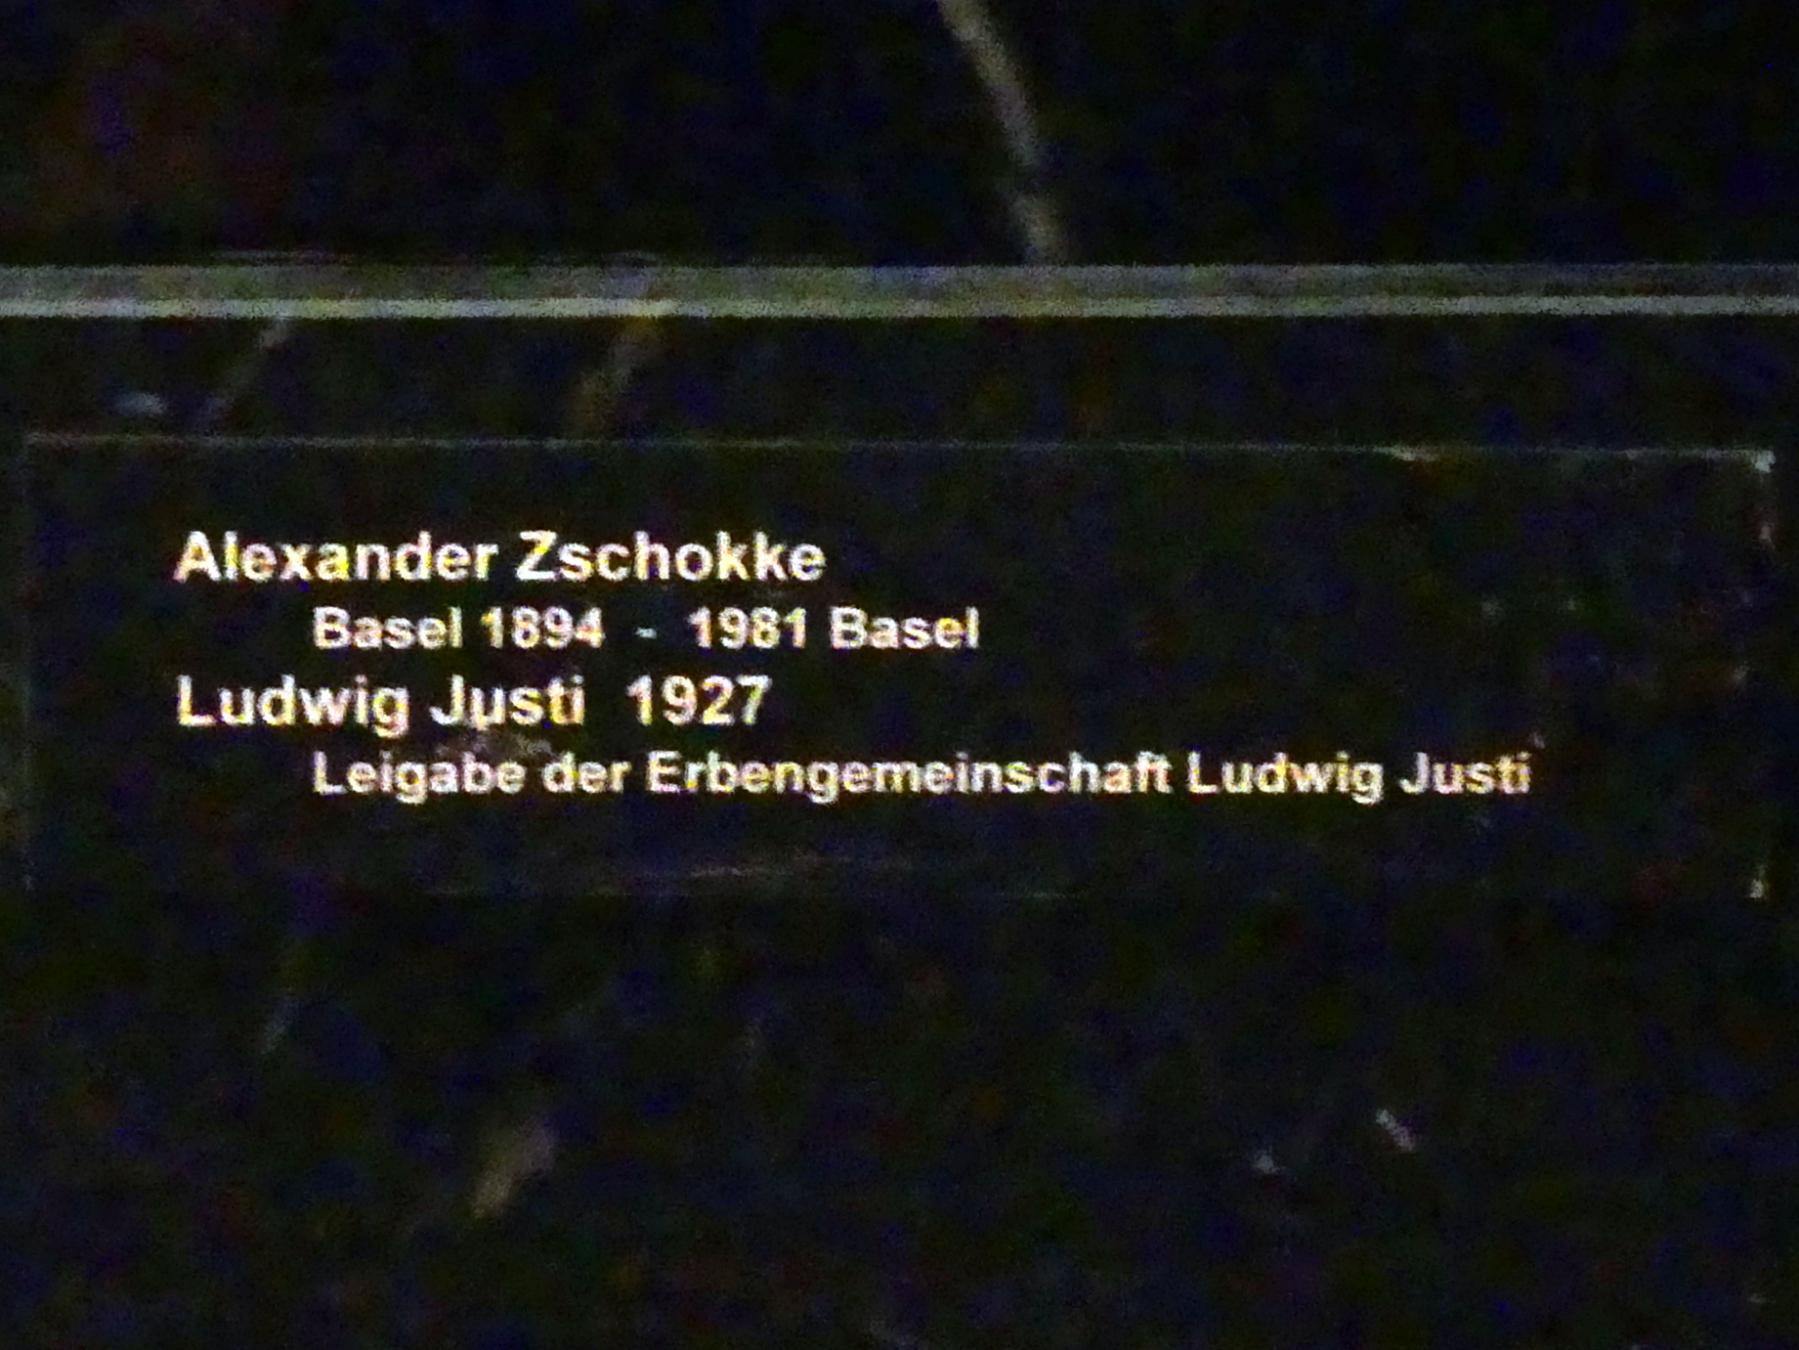 Alexander Zschokke
Basel 1894 - 1981 Basel
Ludwig Justi 1927
Leigabe der Erbengemeinschaft Ludwig Justi